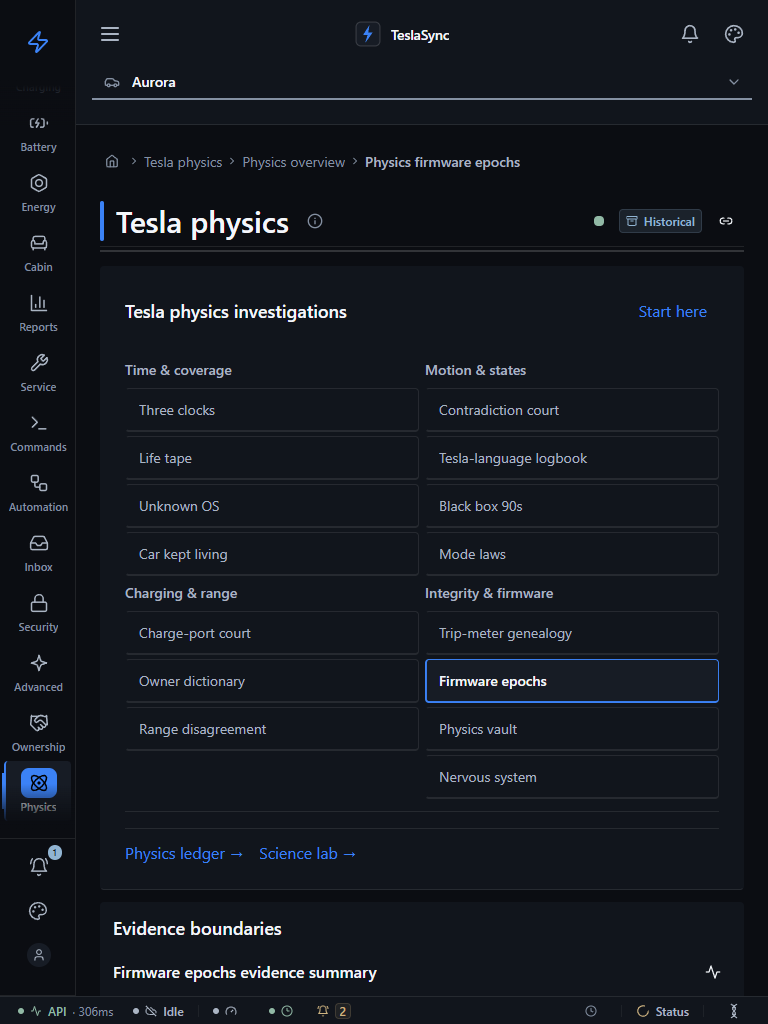 TeslaSync
Aurora
Charging
Battery
Energy
Cabin
Reports
Service
Commands
Automation
Inbox
Security
Advanced
Ownership
Physics
1
Tesla physics > Physics overview > Physics firmware epochs
Tesla physics
Historical
Tesla physics investigations
Start here
Time & coverage
Three clocks
Life tape
Unknown OS
Car kept living
Motion & states
Contradiction court
Tesla-language logbook
Black box 90s
Mode laws
Charging & range
Charge-port court
Owner dictionary
Range disagreement
Integrity & firmware
Trip-meter genealogy
Firmware epochs
Physics vault
Nervous system
Physics ledger → Science lab →
Evidence boundaries
Firmware epochs evidence summary
API · 306ms Idle 2 Status